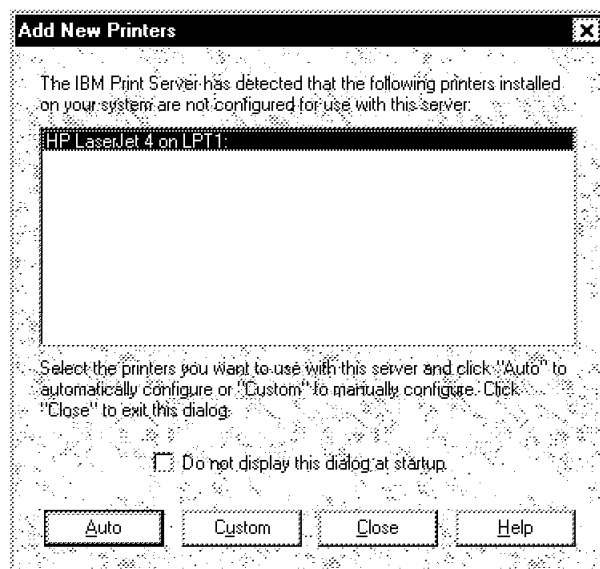 Add New Printers
The IBM Print Server has detected that the following printers installed
on your system are not configured for use with this server:
HP LaserJet 4 on LPT1:
Select the printers you want to use with this server and click "Auto" to
automatically configure or "Custom" to manually configure. Click
"Close" to exit this dialog.
Do not display this dialog at startup.
Auto Custom Close Help